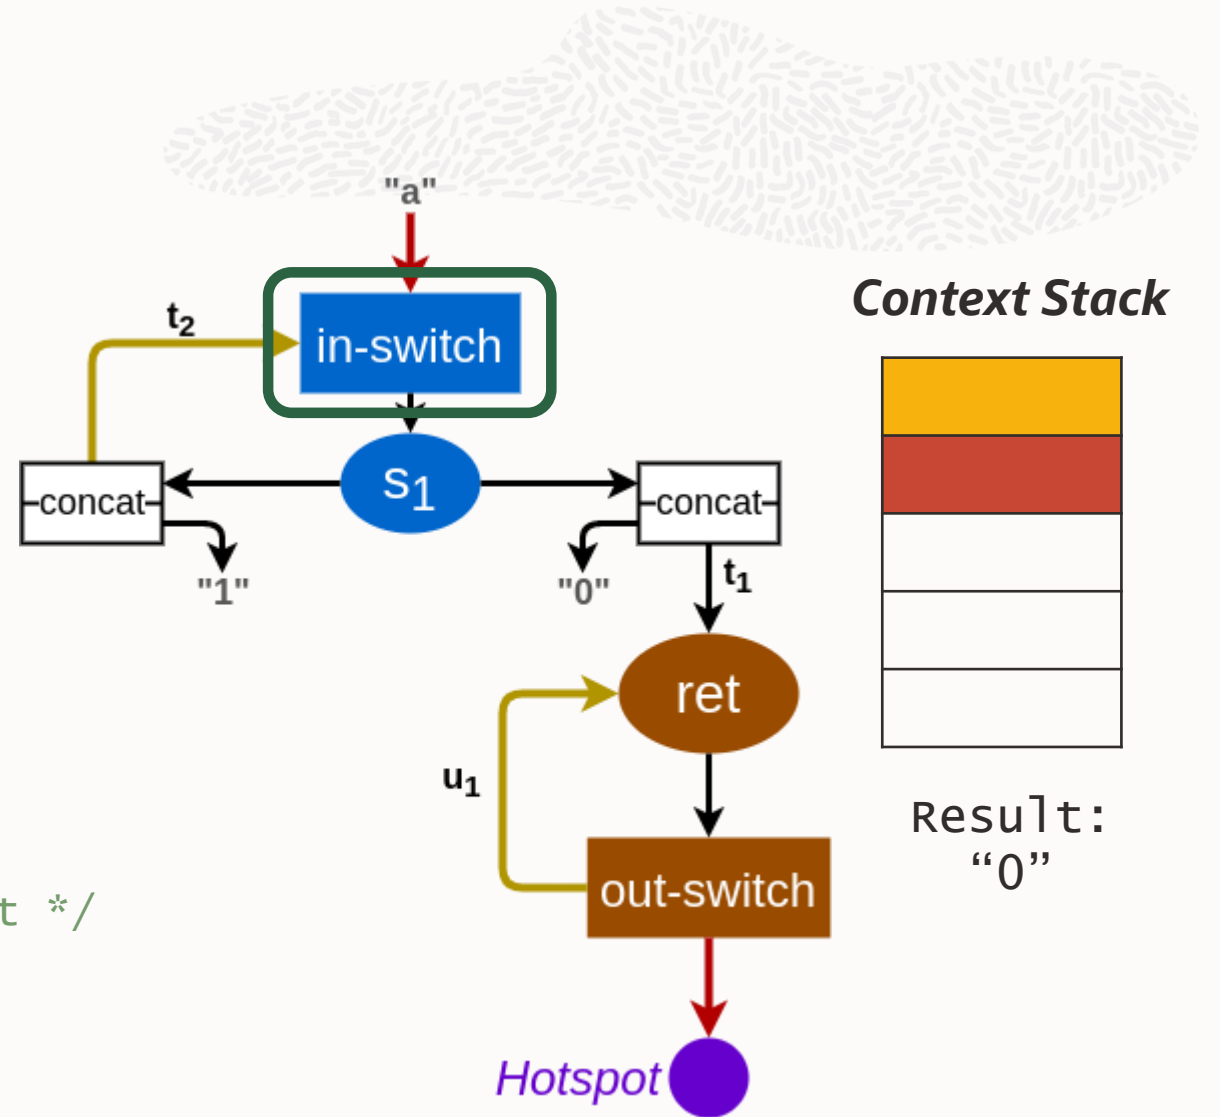 "a"
Context Stack
t2
in-switch
concat
s1
concat
"1"
"0"
t1
ret
u1
Result:
“0”
out-switch
t */
Hotspot